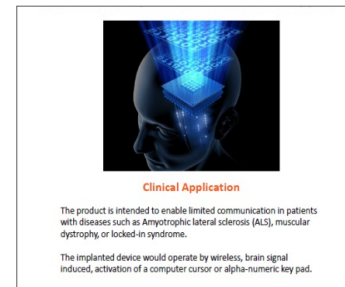 Clinical Application
The product is intended to enable limited communication in patients
with diseases such as Amyotrophic lateral sclerosis (ALS), muscular
dystrophy, or locked-in syndrome.
The implanted device would operate by wireless, brain signal
induced, activation of a computer cursor or alpha-numeric key pad.